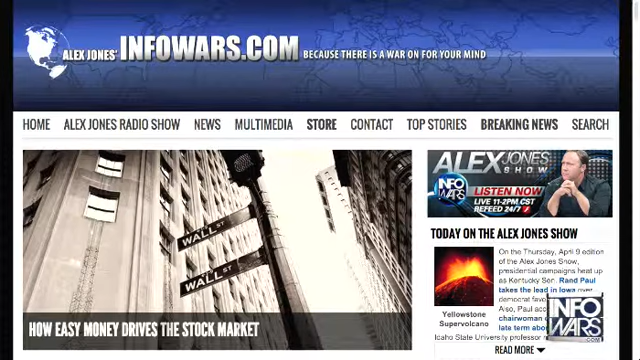 ALEX JONES' INFOWARS.COM BECAUSE THERE IS A WAR ON FOR YOUR MIND
HOME ALEX JONES RADIO SHOW NEWS MULTIMEDIA STORE CONTACT TOP STORIES BREAKING NEWS SEARCH
WALL ST
WALL ST
HOW EASY MONEY DRIVES THE STOCK MARKET
ALEX JONES
SHOW
INFO
WARS
LISTEN NOW
LIVE 11-2PM CST
REFEED 24/7
TODAY ON THE ALEX JONES SHOW
On the Thursday, April 9 edition
of the Alex Jones Show,
presidential campaigns heat up
as Kentucky Sen. Rand Paul
takes the lead in Iowa over
democrat
Also, Paul
chairwoman
late term
Yellowstone
Supervolcano
Idaho State University professor
READ MORE
INFO
WARS
.COM